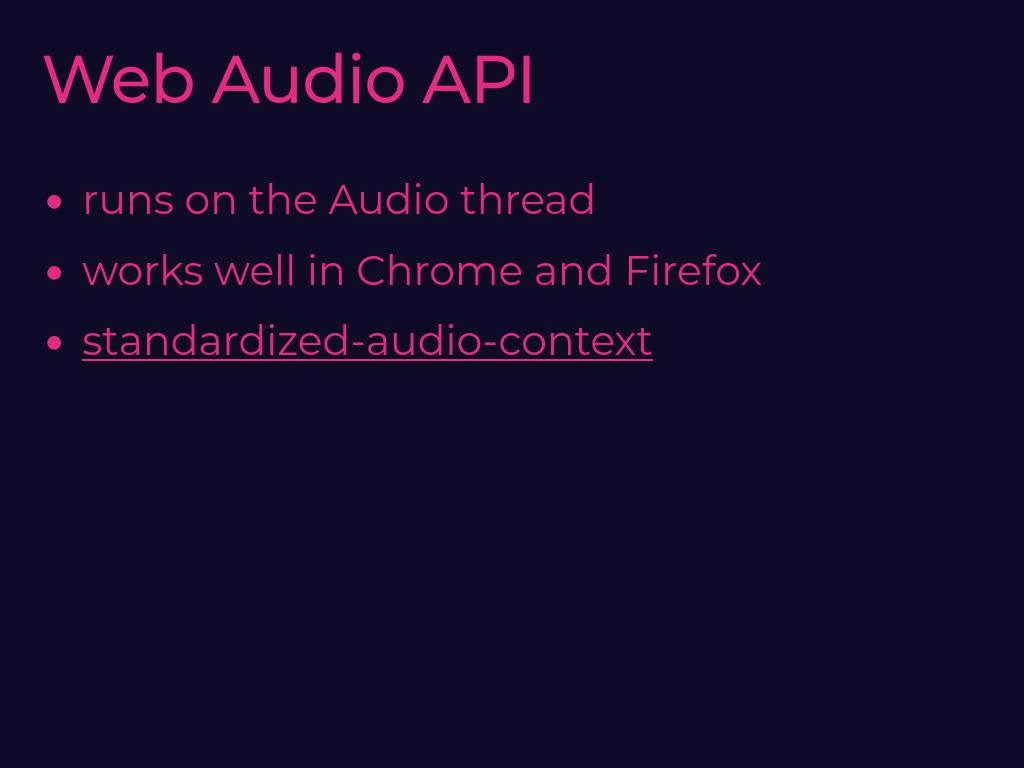 Web Audio API
• runs on the Audio thread
• works well in Chrome and Firefox
• standardized-audio-context